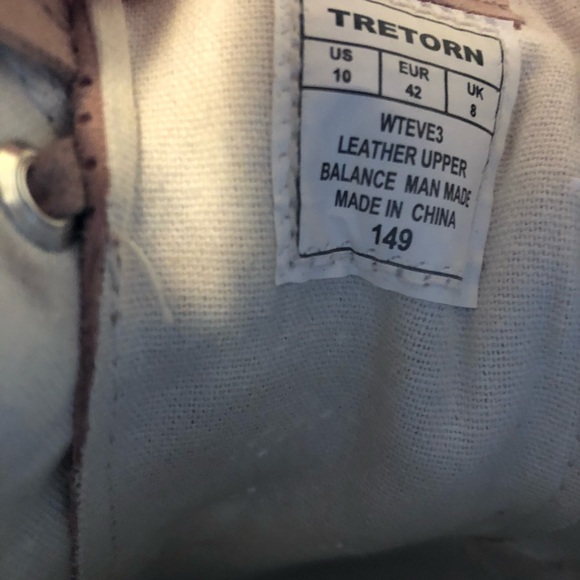 TRETORN
US EUR UK
10 42 8
WTEVE3
LEATHER UPPER
BALANCE MAN MADE
MADE IN CHINA
149